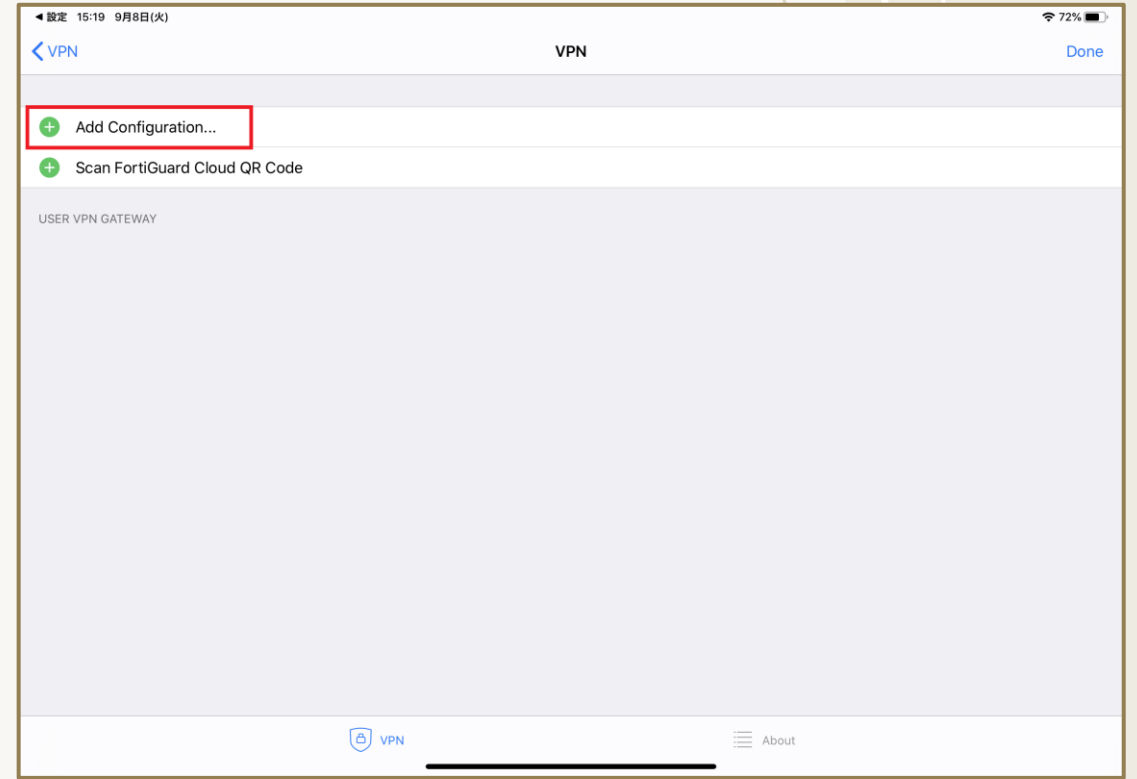 ◀ 設定 15:19 9月8日(火) 72%
VPN VPN Done
Add Configuration...
Scan FortiGuard Cloud QR Code
USER VPN GATEWAY
VPN About